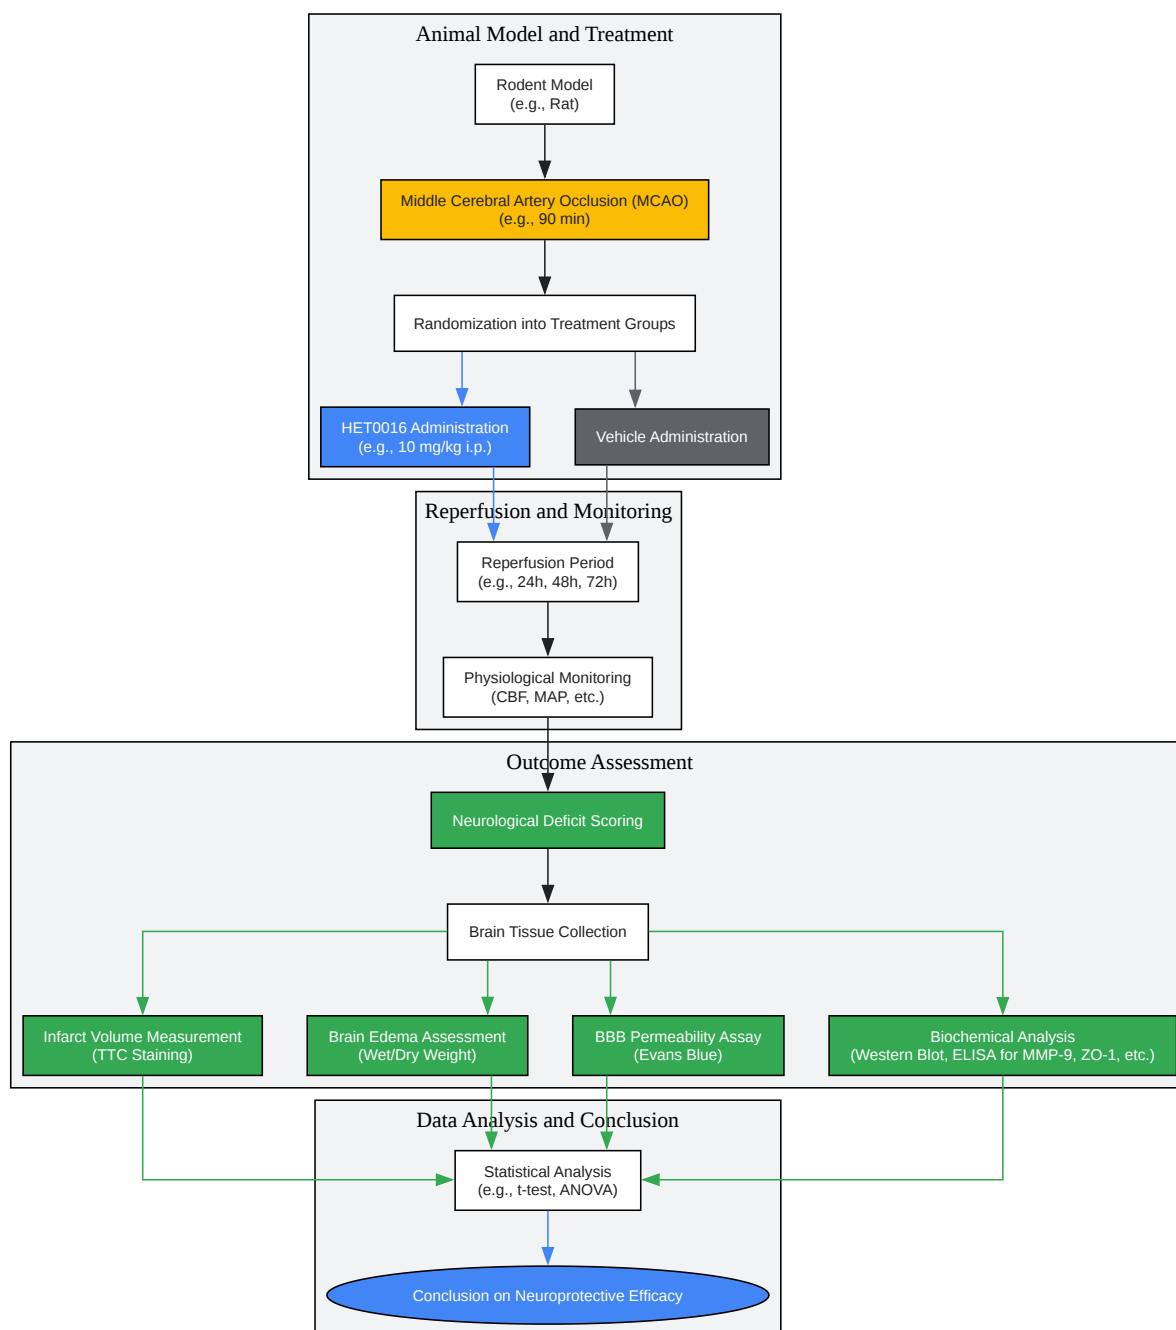 Animal Model and Treatment
Rodent Model
(e.g., Rat)
Middle Cerebral Artery Occlusion (MCAO)
(e.g., 90 min)
Randomization into Treatment Groups
HET0016 Administration
(e.g., 10 mg/kg i.p.)
Vehicle Administration
Reperfusion and Monitoring
Reperfusion Period
(e.g., 24h, 48h, 72h)
Physiological Monitoring
(CBF, MAP, etc.)
Outcome Assessment
Neurological Deficit Scoring
Brain Tissue Collection
Infarct Volume Measurement
(TTC Staining)
Brain Edema Assessment
(Wet/Dry Weight)
BBB Permeability Assay
(Evans Blue)
Biochemical Analysis
(Western Blot, ELISA for MMP-9, ZO-1, etc.)
Data Analysis and Conclusion
Statistical Analysis
(e.g., t-test, ANOVA)
Conclusion on Neuroprotective Efficacy